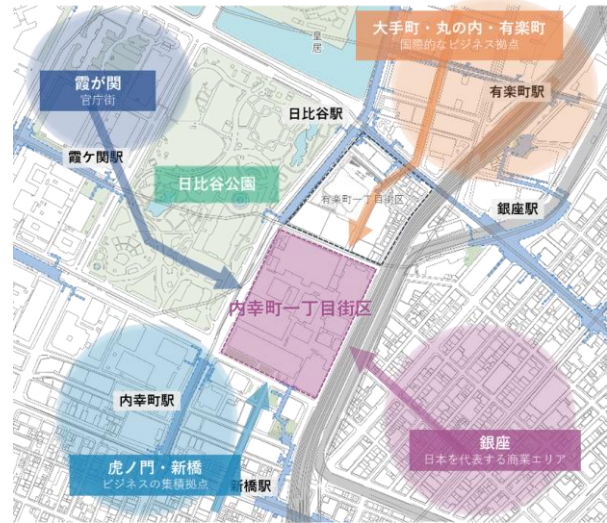 大手町・丸の内・有楽町
国際的なビジネス拠点
皇居
霞が関
官庁街
有楽町駅
日比谷駅
霞ケ関駅
日比谷公園
有楽町一丁目街区
銀座駅
内幸町一丁目街区
内幸町駅
銀座
日本を代表する商業エリア
虎ノ門・新橋
ビジネスの集積拠点
新橋駅